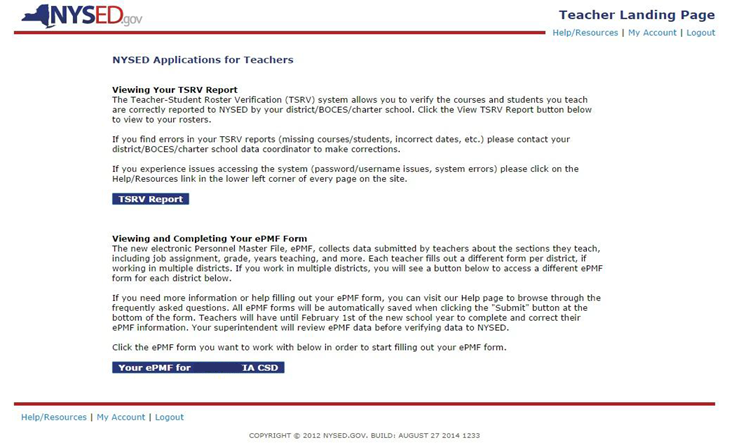 NYSED.gov
Teacher Landing Page
Help/Resources | My Account | Logout
NYSED Applications for Teachers
Viewing Your TSRV Report
The Teacher-Student Roster Verification (TSRV) system allows you to verify the courses and students you teach
are correctly reported to NYSED by your district/BOCES/charter school. Click the View TSRV Report button below
to view to your rosters.
If you find errors in your TSRV reports (missing courses/students, incorrect dates, etc.) please contact your
district/BOCES/charter school data coordinator to make corrections.
If you experience issues accessing the system (password/username issues, system errors) please click on the
Help/Resources link in the lower left corner of every page on the site.
TSRV Report
Viewing and Completing Your ePMF Form
The new electronic Personnel Master File, ePMF, collects data submitted by teachers about the sections they teach,
including job assignment, grade, years teaching, and more. Each teacher fills out a different form per district, if
working in multiple districts. If you work in multiple districts, you will see a button below to access a different ePMF
form for each district below.
If you need more information or help filling out your ePMF form, you can visit our Help page to browse through the
frequently asked questions. All ePMF forms will be automatically saved when clicking the "Submit" button at the
bottom of the form. Teachers will have until February 1st of the new school year to complete and correct their
ePMF information. Your superintendent will review ePMF data before verifying data to NYSED.
Click the ePMF form you want to work with below in order to start filling out your ePMF form.
Your ePMF for IA CSD
Help/Resources | My Account | Logout
COPYRIGHT © 2012 NYSED.GOV. BUILD: AUGUST 27 2014 1233